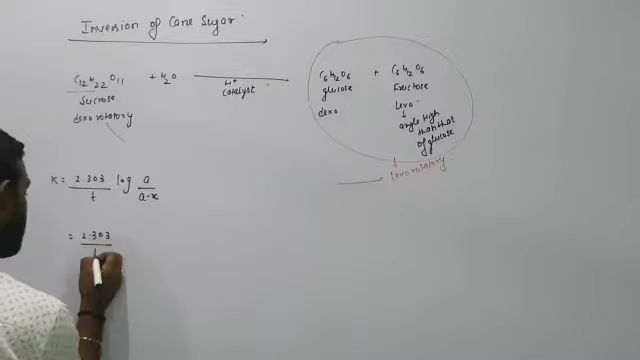 Inversion of Cane Sugar
C12H22O11 + H2O H+ catalyst C6H12O6 + C6H12O6
Sucrose glucose Fructose
dexorotatory dexo Levo
↓
angle High
than that
of glucose
↓
→ Levorotatory
K = 2.303/t log a/a-x
= 2.303/t